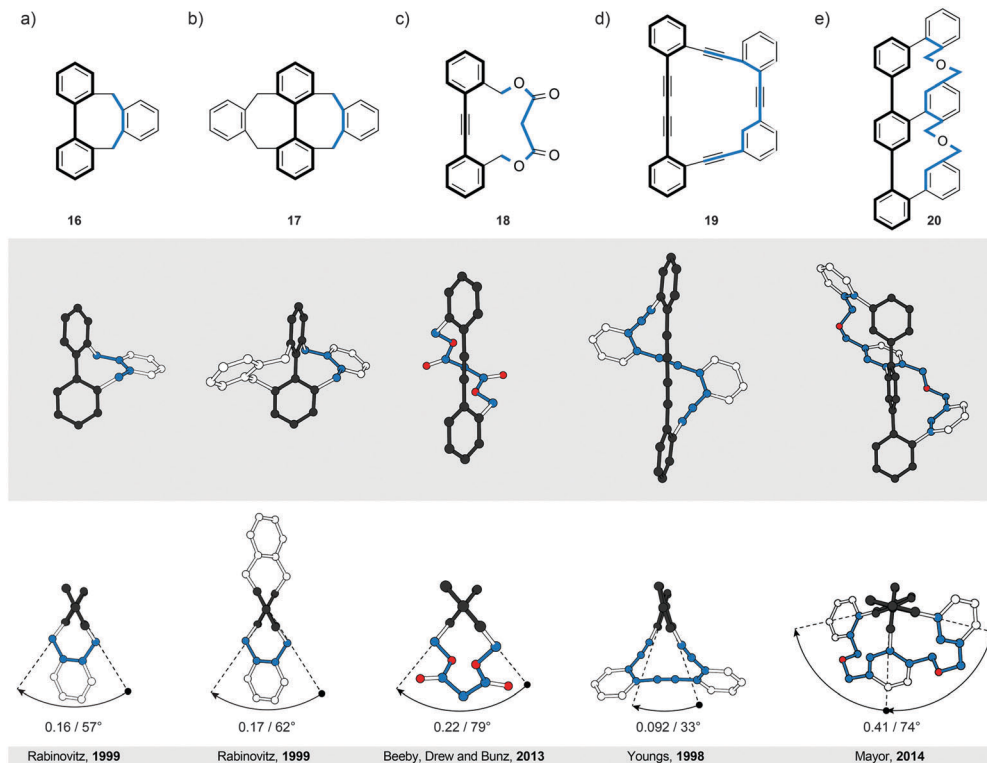 a) b) c) d) e)
O
O
O
O
O
O
16 17 18 19 20
0.16 / 57° 0.17 / 62° 0.22 / 79° 0.092 / 33° 0.41 / 74°
Rabinovitz, 1999 Rabinovitz, 1999 Beeby, Drew and Bunz, 2013 Youngs, 1998 Mayor, 2014